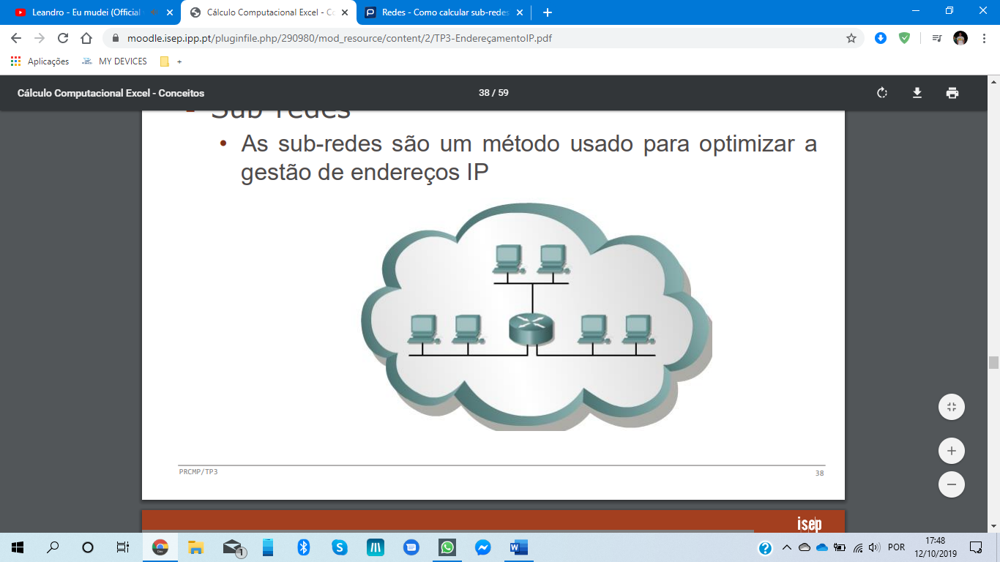 Leandro - Eu mudei (Official
Cálculo Computacional Excel - Co
Redes - Como calcular sub-redes
moodle.isep.ipp.pt/pluginfile.php/290980/mod_resource/content/2/TP3-EndereçamentoIP.pdf
Aplicações
MY DEVICES
+
Cálculo Computacional Excel - Conceitos
38 / 59
Sub-redes
• As sub-redes são um método usado para optimizar a
gestão de endereços IP
PRCMP/TP3
38
isep
1
POR
17:48
12/10/2019